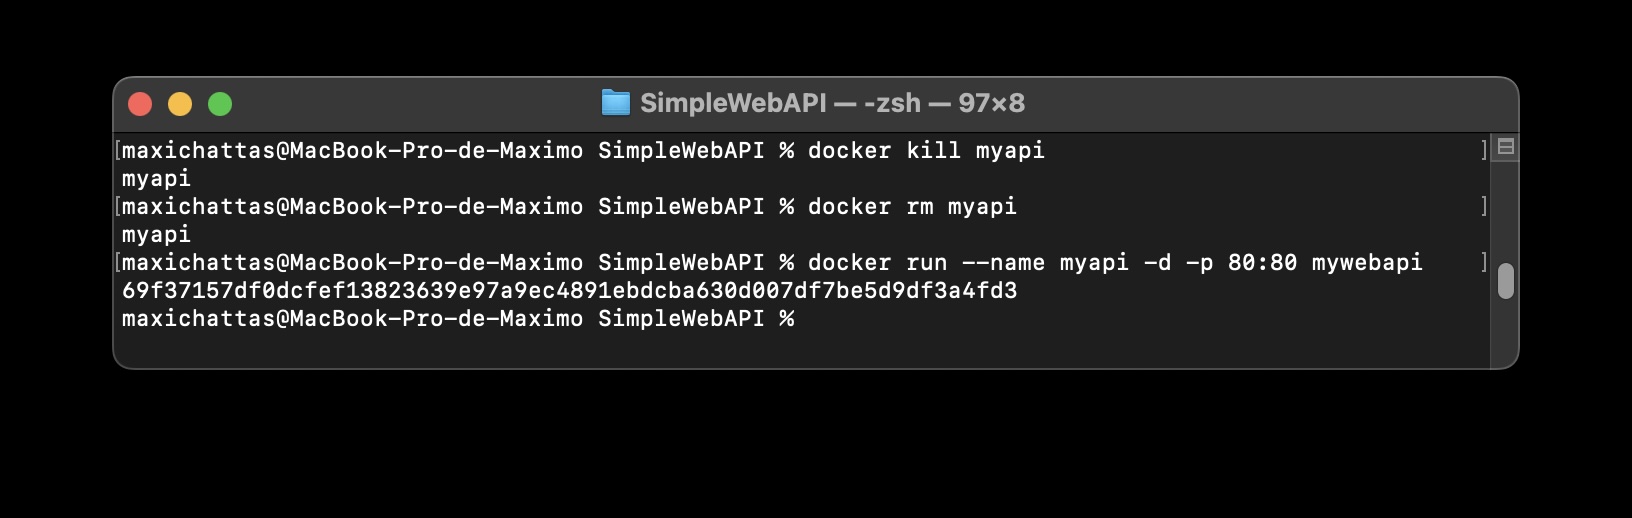 SimpleWebAPI — -zsh — 97×8
[maxichattas@MacBook-Pro-de-Maximo SimpleWebAPI % docker kill myapi ]
myapi
[maxichattas@MacBook-Pro-de-Maximo SimpleWebAPI % docker rm myapi ]
myapi
[maxichattas@MacBook-Pro-de-Maximo SimpleWebAPI % docker run --name myapi -d -p 80:80 mywebapi ]
69f37157df0dcfef13823639e97a9ec4891ebdcba630d007df7be5d9df3a4fd3
maxichattas@MacBook-Pro-de-Maximo SimpleWebAPI %